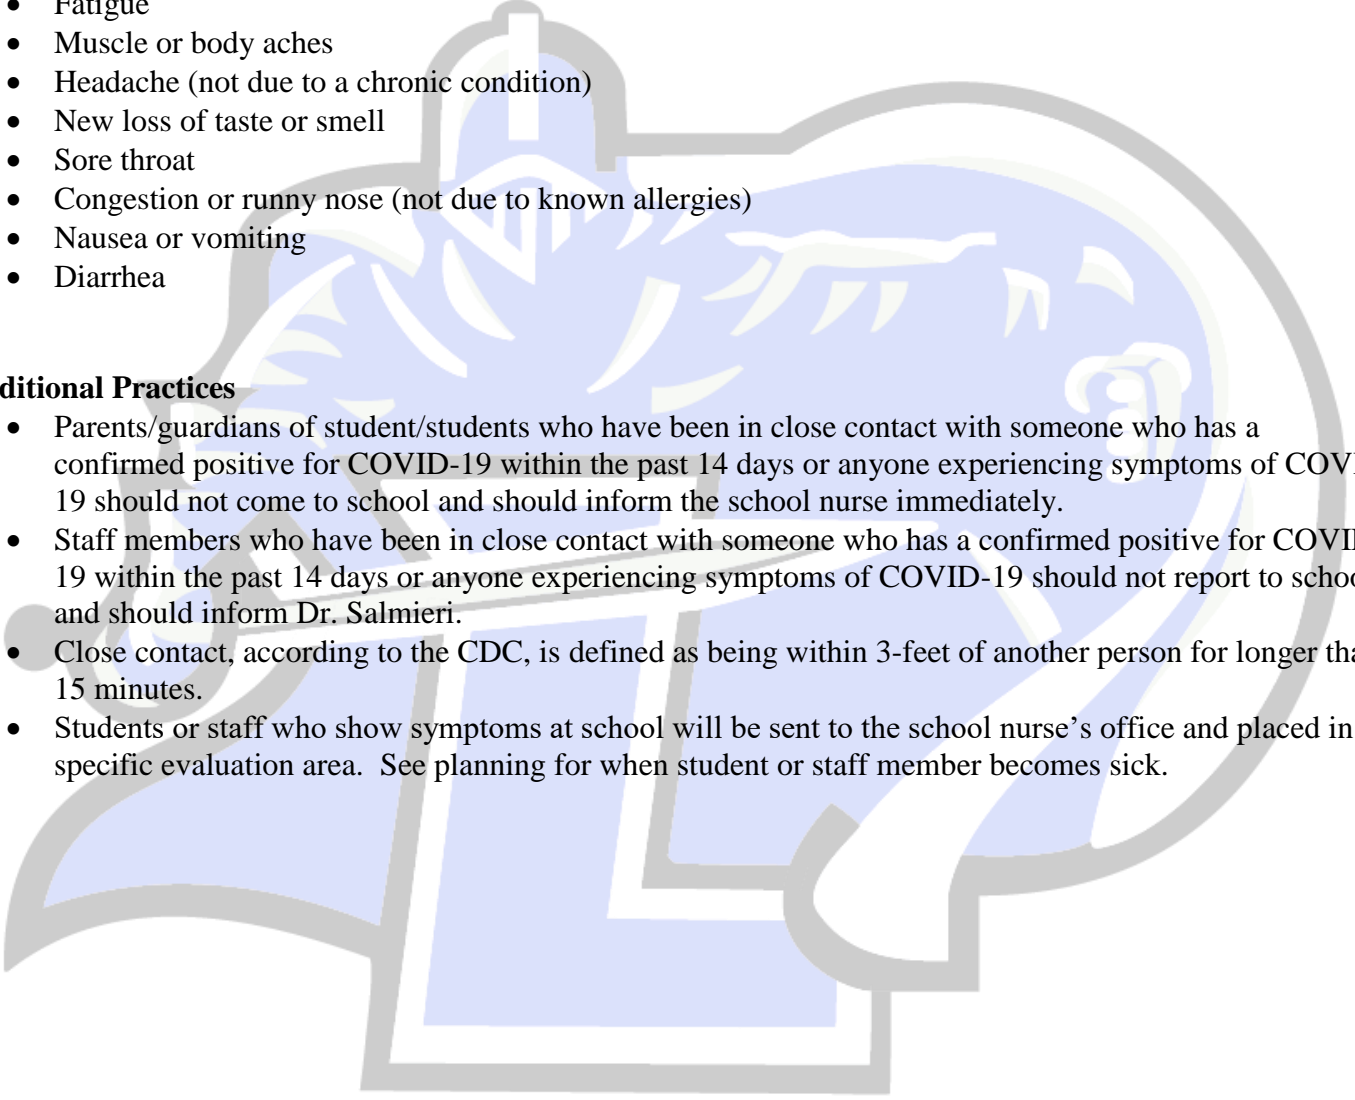 • Fatigue
• Muscle or body aches
• Headache (not due to a chronic condition)
• New loss of taste or smell
• Sore throat
• Congestion or runny nose (not due to known allergies)
• Nausea or vomiting
• Diarrhea
ditional Practices
• Parents/guardians of student/students who have been in close contact with someone who has a
confirmed positive for COVID-19 within the past 14 days or anyone experiencing symptoms of COVI
19 should not come to school and should inform the school nurse immediately.
• Staff members who have been in close contact with someone who has a confirmed positive for COVID
19 within the past 14 days or anyone experiencing symptoms of COVID-19 should not report to schoo
and should inform Dr. Salmieri.
• Close contact, according to the CDC, is defined as being within 3-feet of another person for longer tha
15 minutes.
• Students or staff who show symptoms at school will be sent to the school nurse’s office and placed in
specific evaluation area.  See planning for when student or staff member becomes sick.